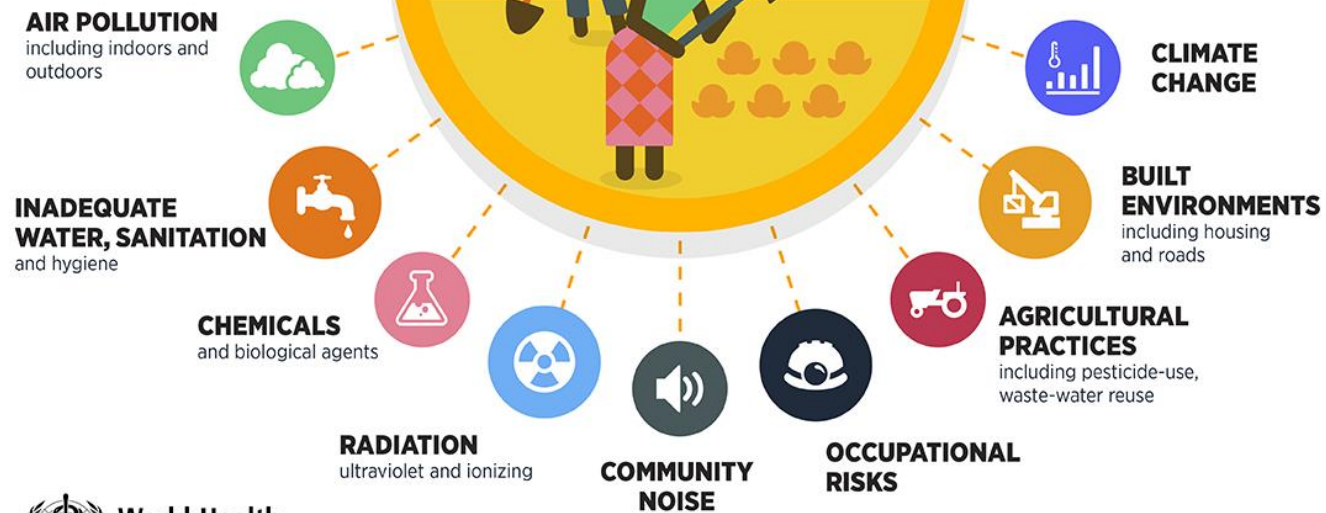 AIR POLLUTION
including indoors and
outdoors
CLIMATE
CHANGE
INADEQUATE
WATER, SANITATION
and hygiene
BUILT
ENVIRONMENTS
including housing
and roads
CHEMICALS
and biological agents
AGRICULTURAL
PRACTICES
including pesticide-use,
waste-water reuse
RADIATION
ultraviolet and ionizing
COMMUNITY
NOISE
OCCUPATIONAL
RISKS
World Health